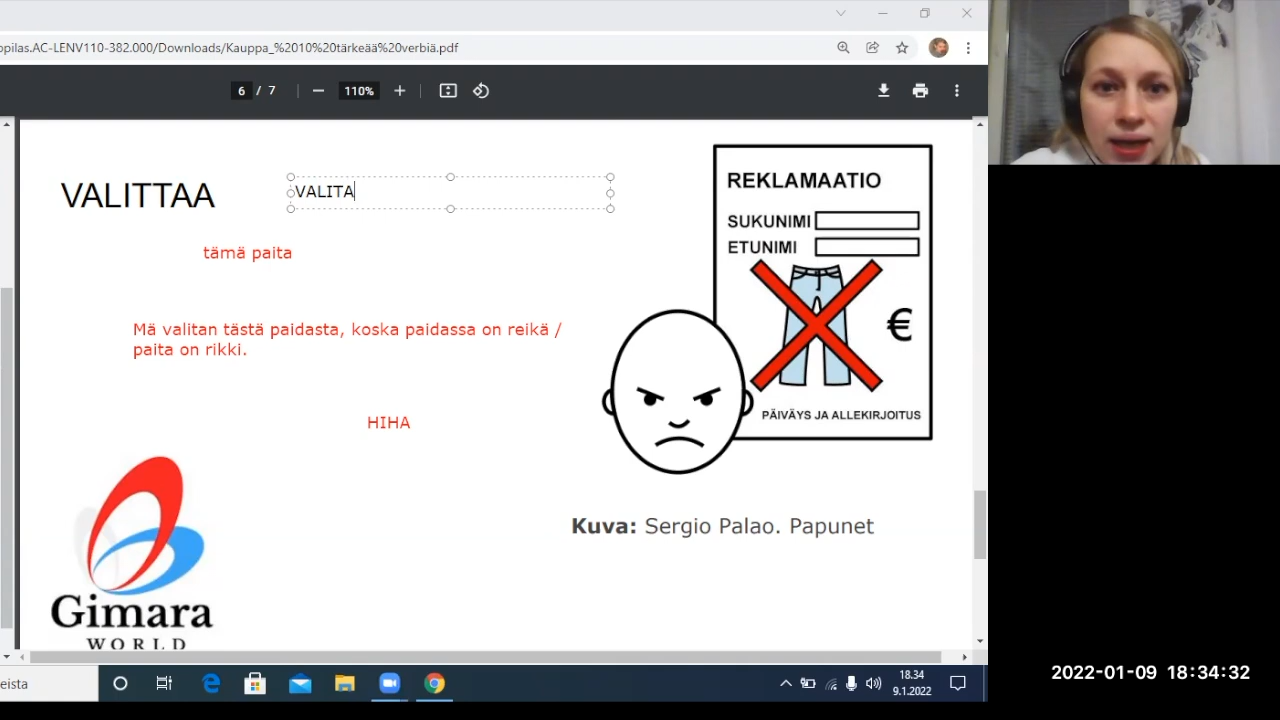 opilas.AC-LENV110-382.000/Downloads/Kauppa_%2010%20tärkeää%20verbiä.pdf
6 / 7
110%
VALITTAA
VALITA
tämä paita
Mä valitan tästä paidasta, koska paidassa on reikä /
paita on rikki.
HIHA
REKLAMAATIO
SUKUNIMI
ETUNIMI
€
PÄIVÄYS JA ALLEKIRJOITUS
Kuva: Sergio Palao. Papunet
Gimara
WORLD
eista
18.34
9.1.2022
2022-01-09 18:34:32